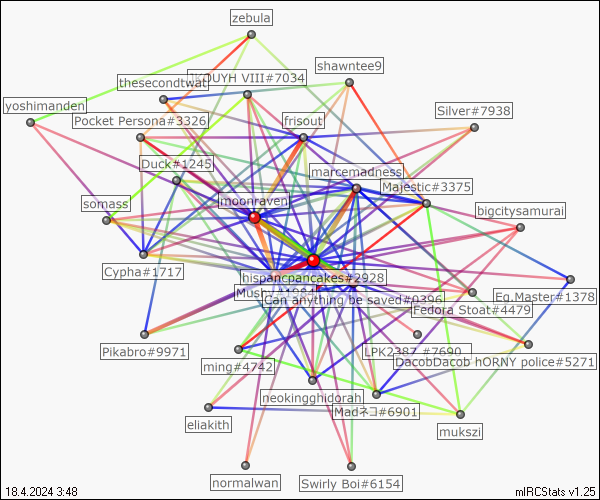 zebula
shawntee9
thesecondtwat
VIII#7034
yoshimanden
Silver#7938
Pocket Persona#3326
frisout
Duck#1245
marcemadness
Majestic#3375
moonraven
somass
bigcitysamurai
Cypha#1717
hispancpancakes#2928
Can anything be saved#0396
Eg.Master#1378
Fedora Stoat#4479
Pikabro#9971
LPK2387
#7690
DacobDacob hORNY police#5271
ming#4742
neokingghidorah
Madネコ#6901
eliakith
mukszi
normalwan
Swirly Boi#6154
18.4.2024 3:48
mIRCStats v1.25